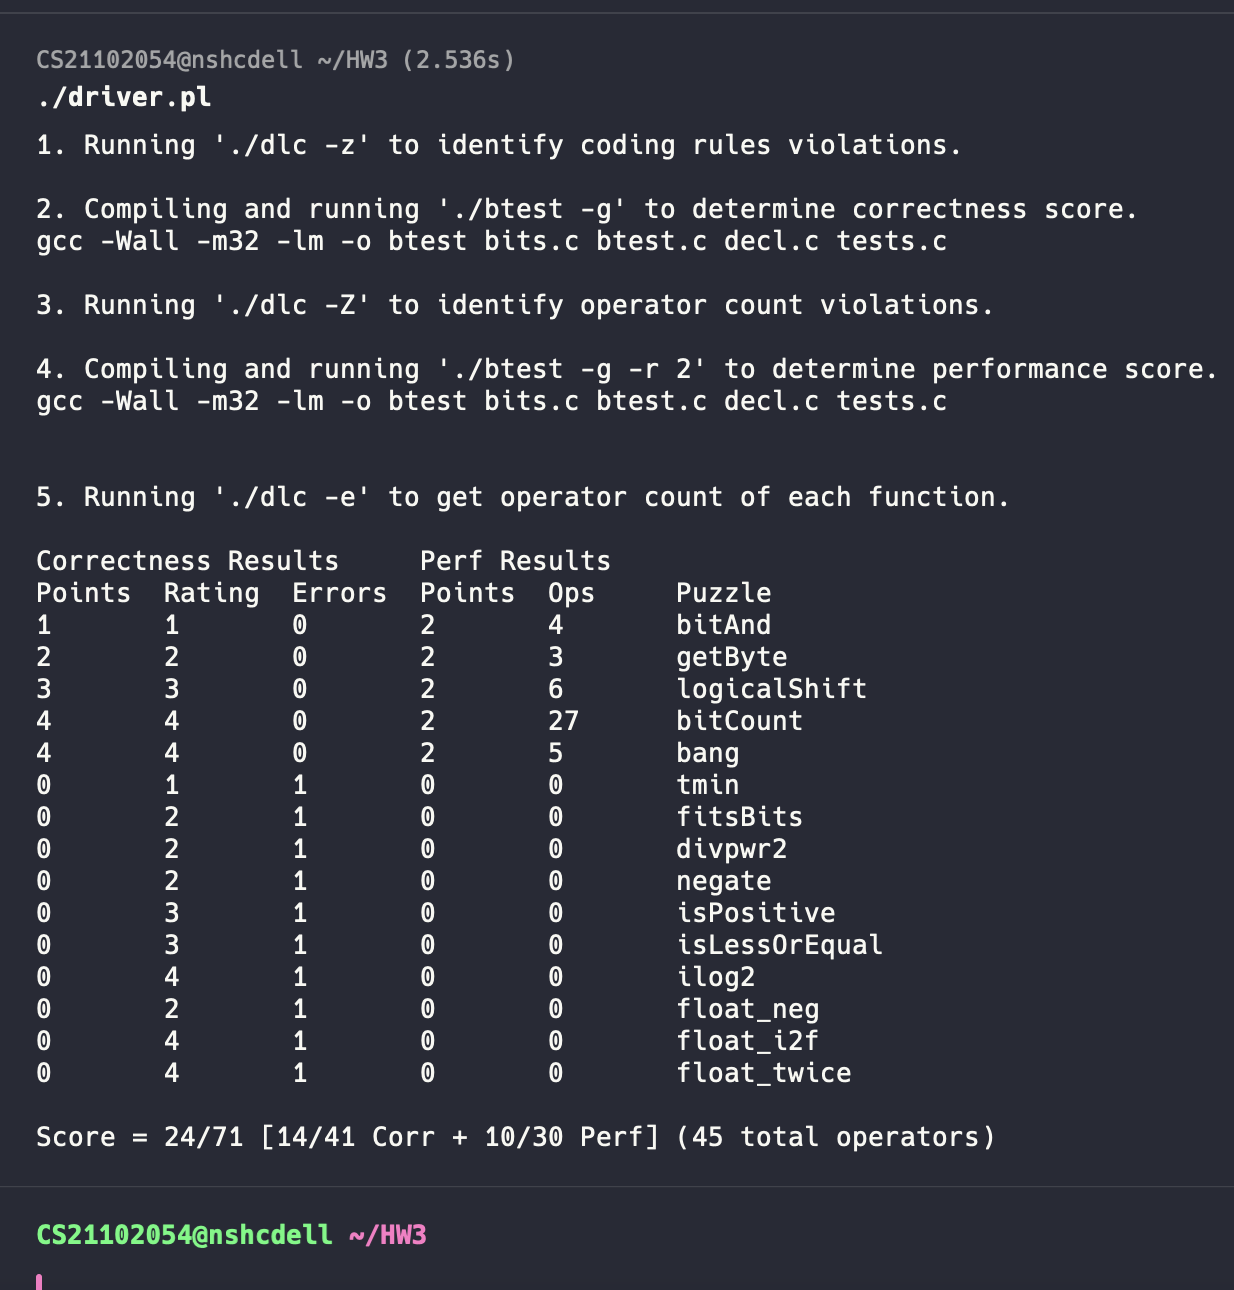 CS21102054@nshcdell ~/HW3 (2.536s)
./driver.pl
1. Running './dlc -z' to identify coding rules violations.
2. Compiling and running './btest -g' to determine correctness score.
gcc -Wall -m32 -lm -o btest bits.c btest.c decl.c tests.c
3. Running './dlc -Z' to identify operator count violations.
4. Compiling and running './btest -g -r 2' to determine performance score.
gcc -Wall -m32 -lm -o btest bits.c btest.c decl.c tests.c
5. Running './dlc -e' to get operator count of each function.
Correctness Results     Perf Results
Points  Rating  Errors  Points  Ops     Puzzle
1       1       0       2       4       bitAnd
2       2       0       2       3       getByte
3       3       0       2       6       logicalShift
4       4       0       2       27      bitCount
4       4       0       2       5       bang
0       1       1       0       0       tmin
0       2       1       0       0       fitsBits
0       2       1       0       0       divpwr2
0       2       1       0       0       negate
0       3       1       0       0       isPositive
0       3       1       0       0       isLessOrEqual
0       4       1       0       0       ilog2
0       2       1       0       0       float_neg
0       4       1       0       0       float_i2f
0       4       1       0       0       float_twice
Score = 24/71 [14/41 Corr + 10/30 Perf] (45 total operators)
CS21102054@nshcdell ~/HW3